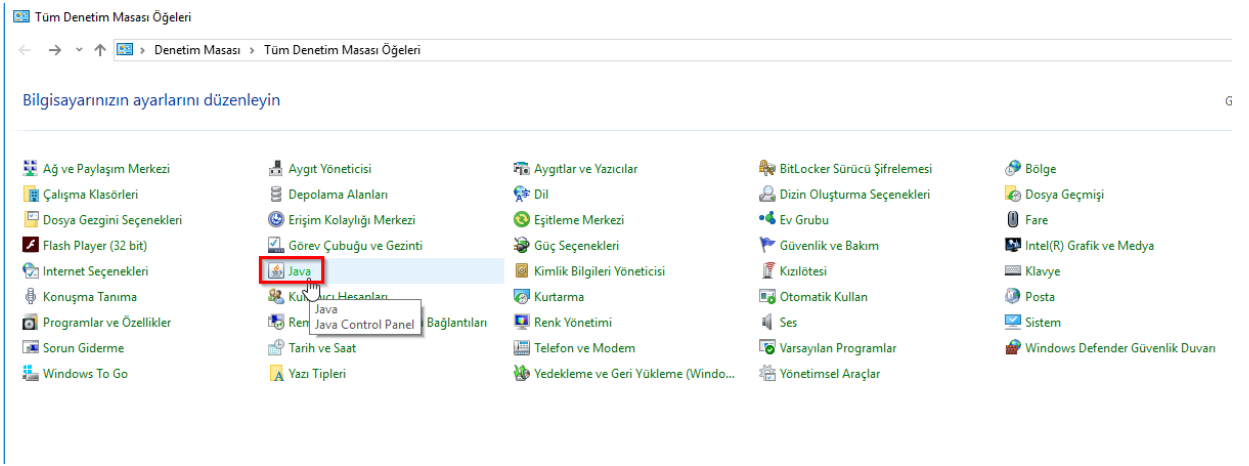 Tüm Denetim Masası Öğeleri
Denetim Masası > Tüm Denetim Masası Öğeleri
Bilgisayarınızın ayarlarını düzenleyin
G
Ağ ve Paylaşım Merkezi
Aygıt Yöneticisi
Aygıtlar ve Yazıcılar
BitLocker Sürücü Şifrelemesi
Bölge
Çalışma Klasörleri
Depolama Alanları
Dil
Dizin Oluşturma Seçenekleri
Dosya Geçmişi
Dosya Gezgini Seçenekleri
Erişim Kolaylığı Merkezi
Eşitleme Merkezi
Ev Grubu
Fare
Flash Player (32 bit)
Görev Çubuğu ve Gezinti
Güç Seçenekleri
Güvenlik ve Bakım
Intel(R) Grafik ve Medya
Internet Seçenekleri
Java
Kimlik Bilgileri Yöneticisi
Kızılötesi
Klavye
Konuşma Tanıma
Hesapları
Kurtarma
Otomatik Kullan
Posta
Java
Java Control Panel
Programlar ve Özellikler
Bağlantıları
Renk Yönetimi
Ses
Sistem
Sorun Giderme
Tarih ve Saat
Telefon ve Modem
Varsayılan Programlar
Windows Defender Güvenlik Duvarı
Windows To Go
Yazı Tipleri
Yedekleme ve Geri Yükleme (Windo...
Yönetimsel Araçlar